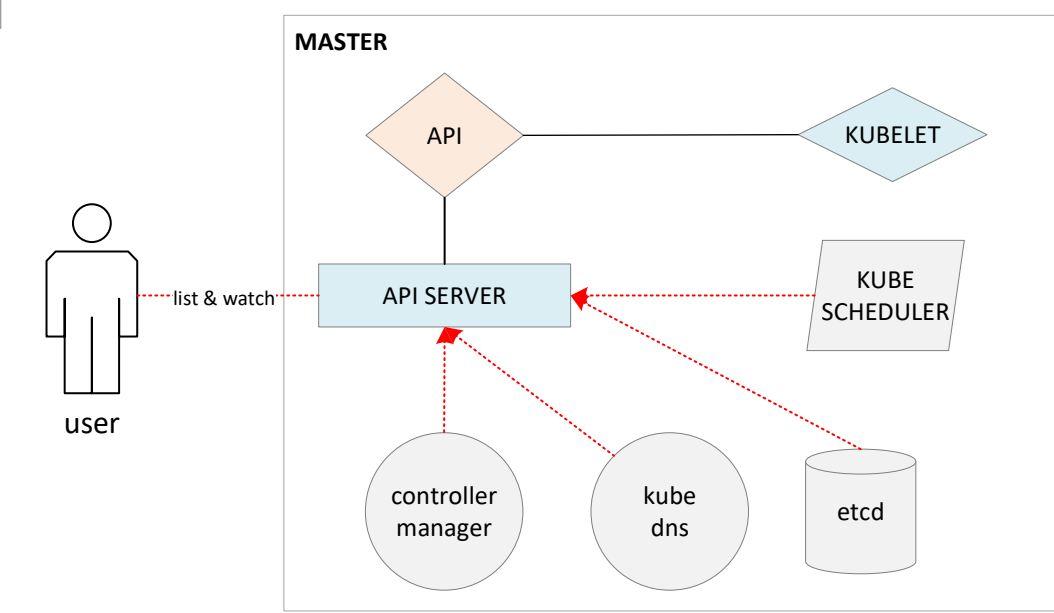 MASTER
API
KUBELET
list & watch
API SERVER
KUBE
SCHEDULER
user
controller
manager
kube
dns
etcd